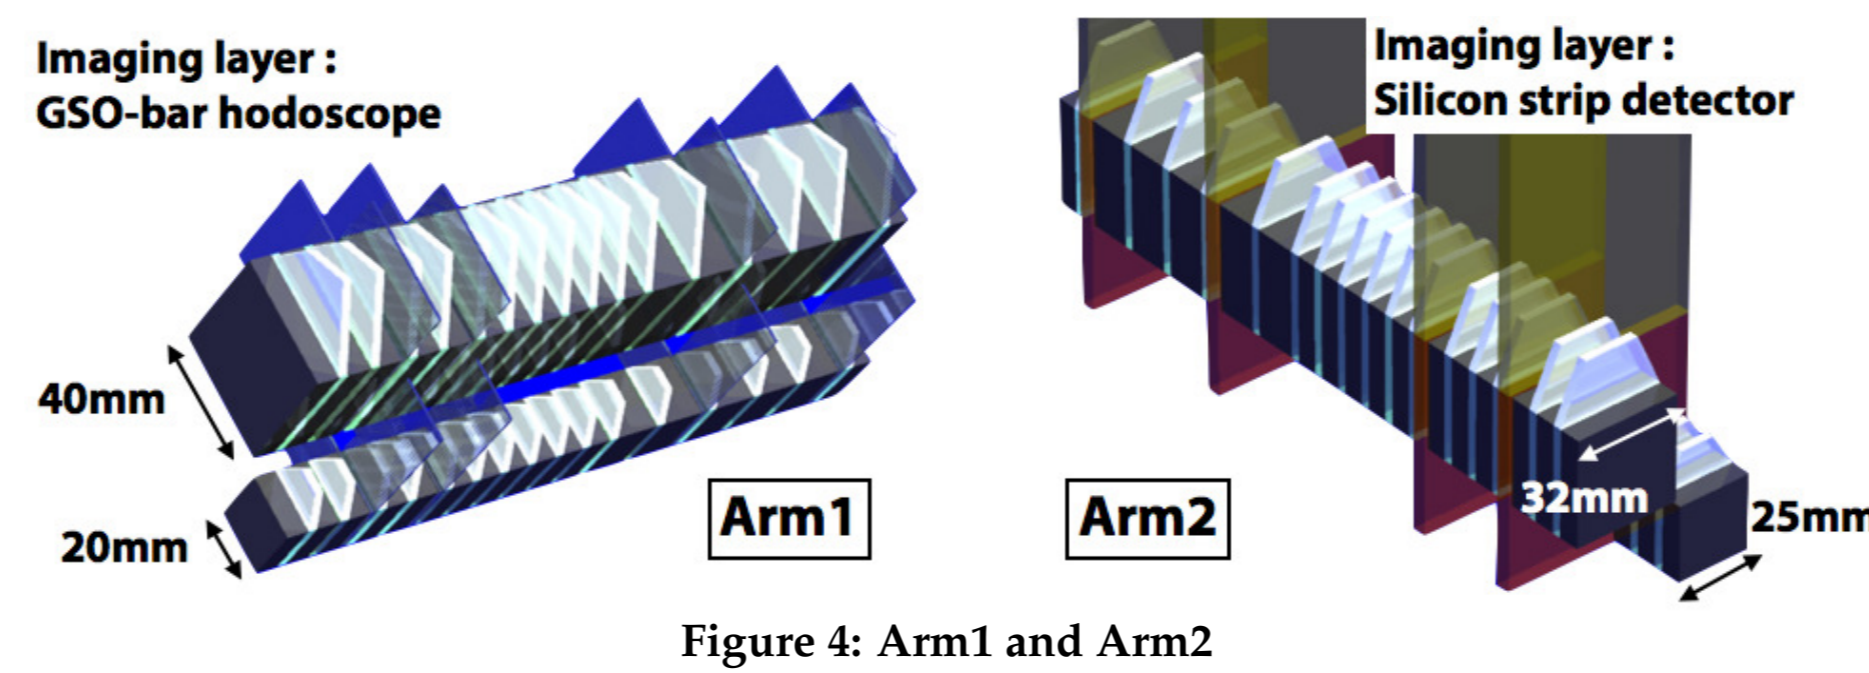 Imaging layer :
GSO-bar hodoscope
40mm
20mm
Arm1
Imaging layer :
Silicon strip detector
Arm2
32mm
25mm
Figure 4: Arm1 and Arm2